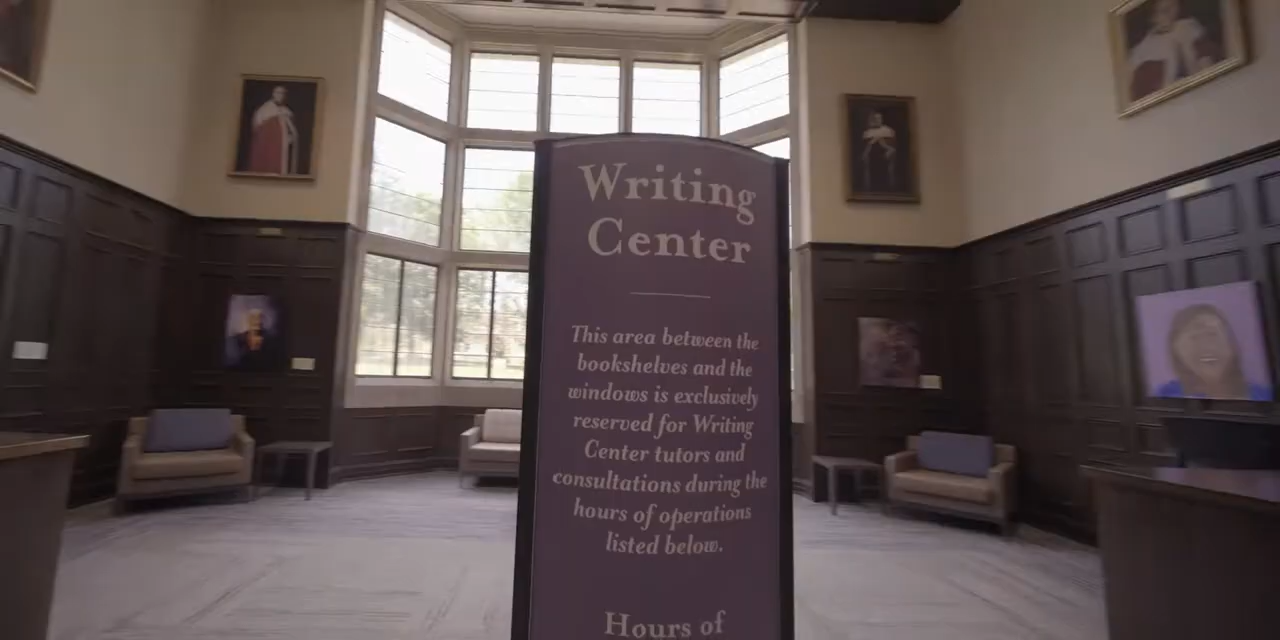 Writing
Center
This area between the
bookshelves and the
windows is exclusively
reserved for Writing
Center tutors and
consultations during the
hours of operations
listed below.
Hours of